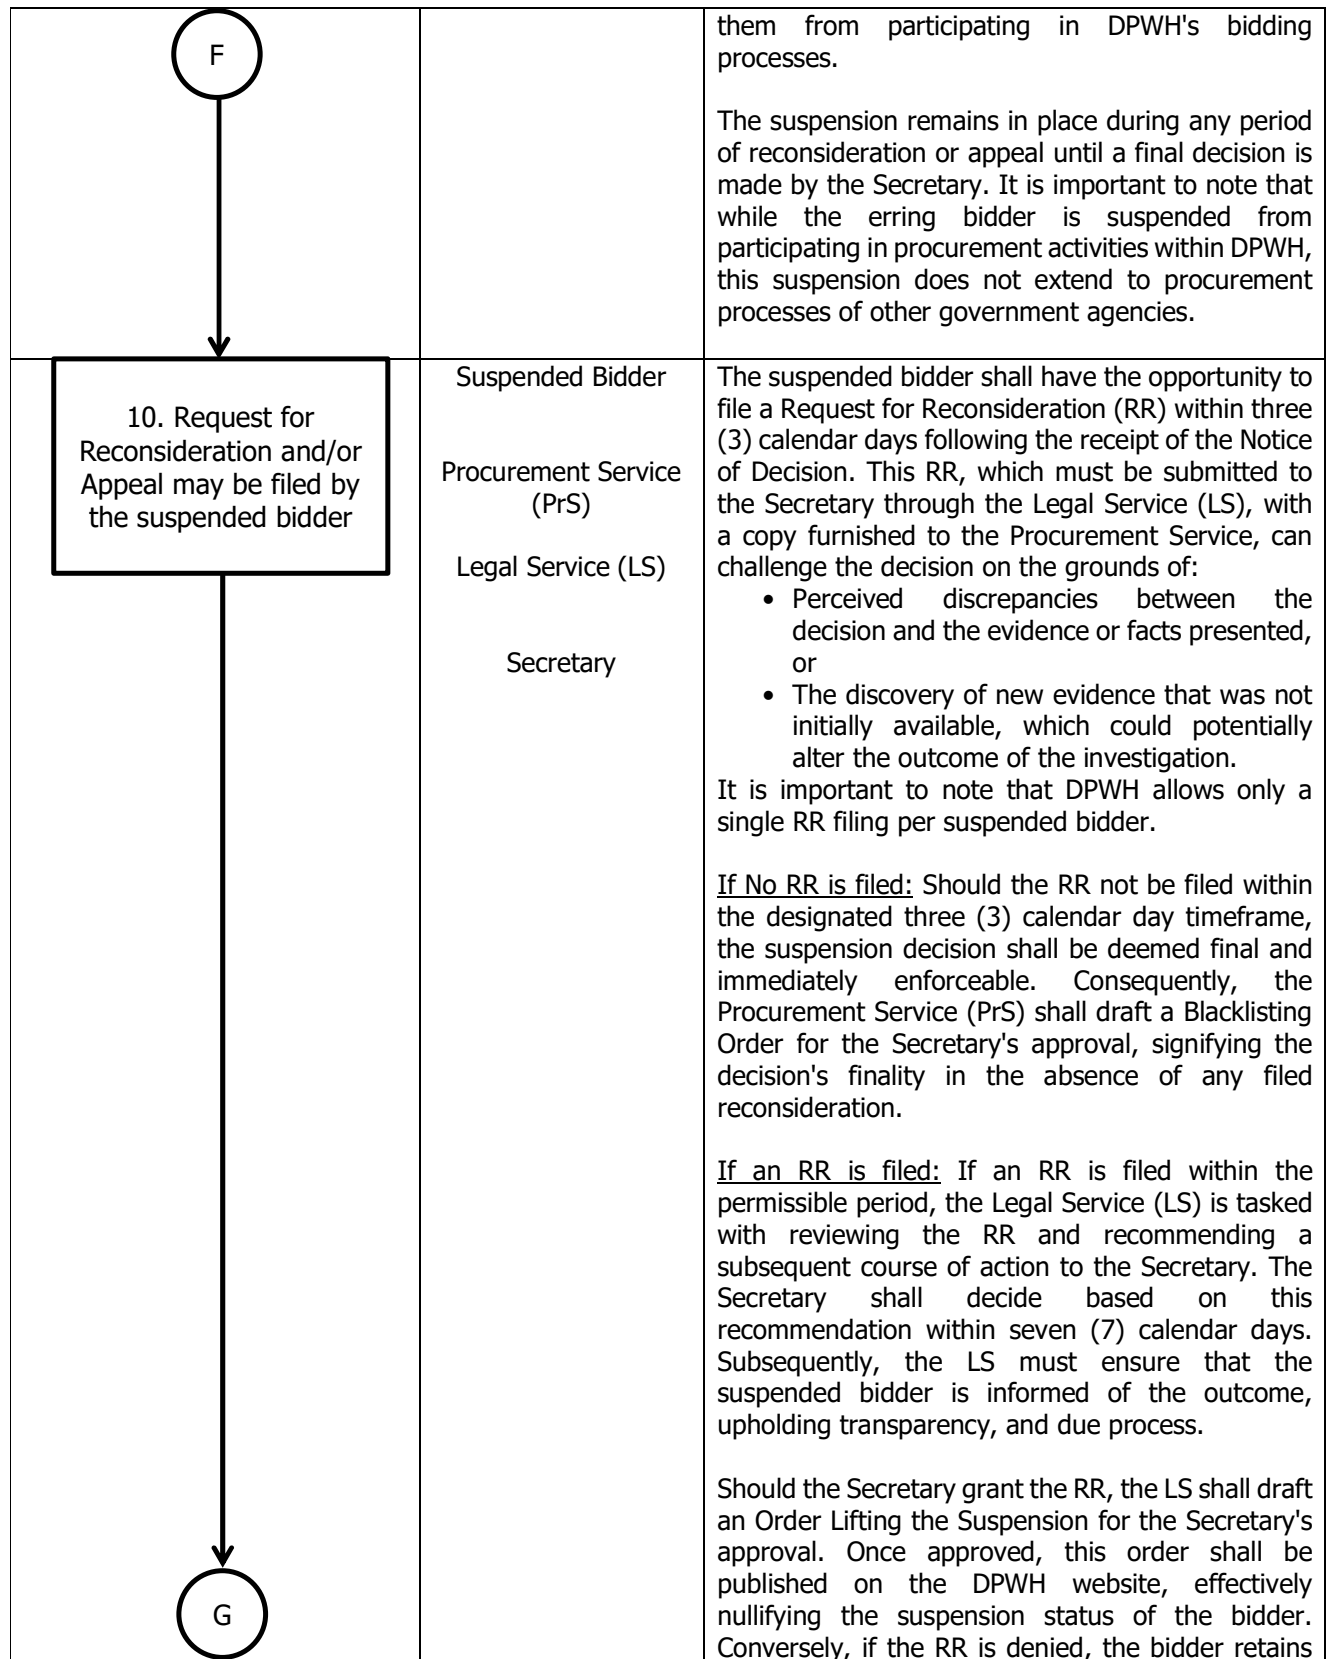 F
them from participating in DPWH's bidding
processes.
The suspension remains in place during any period
of reconsideration or appeal until a final decision is
made by the Secretary. It is important to note that
while the erring bidder is suspended from
participating in procurement activities within DPWH,
this suspension does not extend to procurement
processes of other government agencies.
10. Request for
Reconsideration and/or
Appeal may be filed by
the suspended bidder
Suspended Bidder
Procurement Service
(PrS)
Legal Service (LS)
Secretary
The suspended bidder shall have the opportunity to
file a Request for Reconsideration (RR) within three
(3) calendar days following the receipt of the Notice
of Decision. This RR, which must be submitted to
the Secretary through the Legal Service (LS), with
a copy furnished to the Procurement Service, can
challenge the decision on the grounds of:
• Perceived discrepancies between the
decision and the evidence or facts presented,
or
• The discovery of new evidence that was not
initially available, which could potentially
alter the outcome of the investigation.
It is important to note that DPWH allows only a
single RR filing per suspended bidder.
If No RR is filed: Should the RR not be filed within
the designated three (3) calendar day timeframe,
the suspension decision shall be deemed final and
immediately enforceable. Consequently, the
Procurement Service (PrS) shall draft a Blacklisting
Order for the Secretary's approval, signifying the
decision's finality in the absence of any filed
reconsideration.
If an RR is filed: If an RR is filed within the
permissible period, the Legal Service (LS) is tasked
with reviewing the RR and recommending a
subsequent course of action to the Secretary. The
Secretary shall decide based on this
recommendation within seven (7) calendar days.
Subsequently, the LS must ensure that the
suspended bidder is informed of the outcome,
upholding transparency, and due process.
Should the Secretary grant the RR, the LS shall draft
an Order Lifting the Suspension for the Secretary's
approval. Once approved, this order shall be
published on the DPWH website, effectively
nullifying the suspension status of the bidder.
Conversely, if the RR is denied, the bidder retains
G